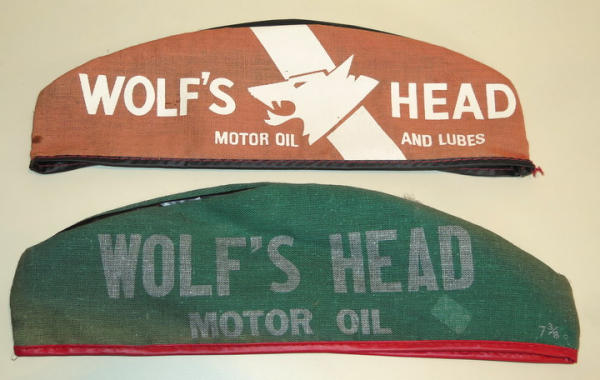 WOLF'S HEAD
MOTOR OIL AND LUBES
WOLF'S HEAD
MOTOR OIL
7 3/8